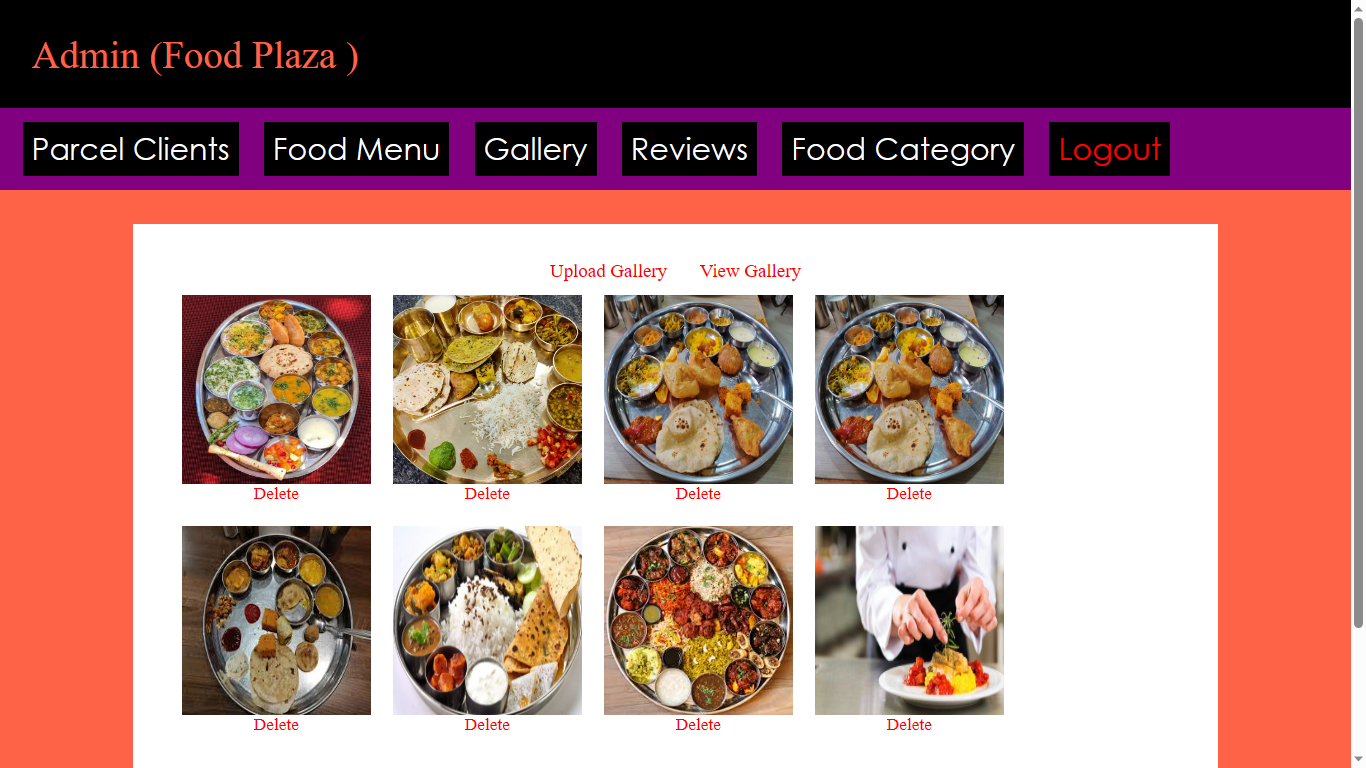 Admin (Food Plaza )
Parcel Clients Food Menu Gallery Reviews Food Category Logout
Upload Gallery View Gallery
Delete Delete Delete Delete
Delete Delete Delete Delete